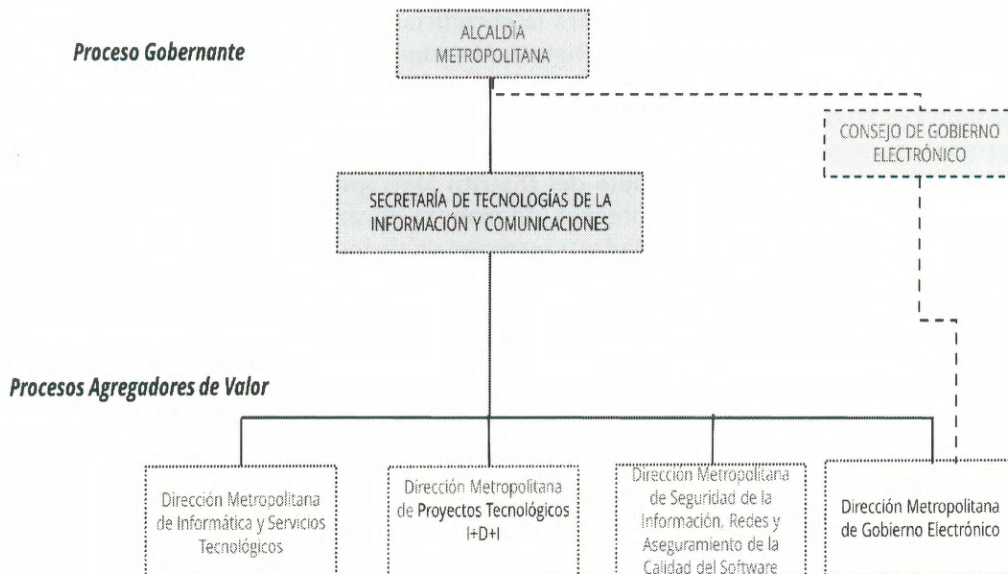 Proceso Gobernante
ALCALDÍA
METROPOLITANA
CONSEJO DE GOBIERNO
ELECTRÓNICO
SECRETARÍA DE TECNOLOGÍAS DE LA
INFORMACIÓN Y COMUNICACIONES
Procesos Agregadores de Valor
Dirección Metropolitana
de Informática y Servicios
Tecnológicos
Dirección Metropolitana
de Proyectos Tecnológicos
I+D+I
Dirección Metropolitana
de Seguridad de la
Información, Redes y
Aseguramiento de la
Calidad del Software
Dirección Metropolitana
de Gobierno Electrónico